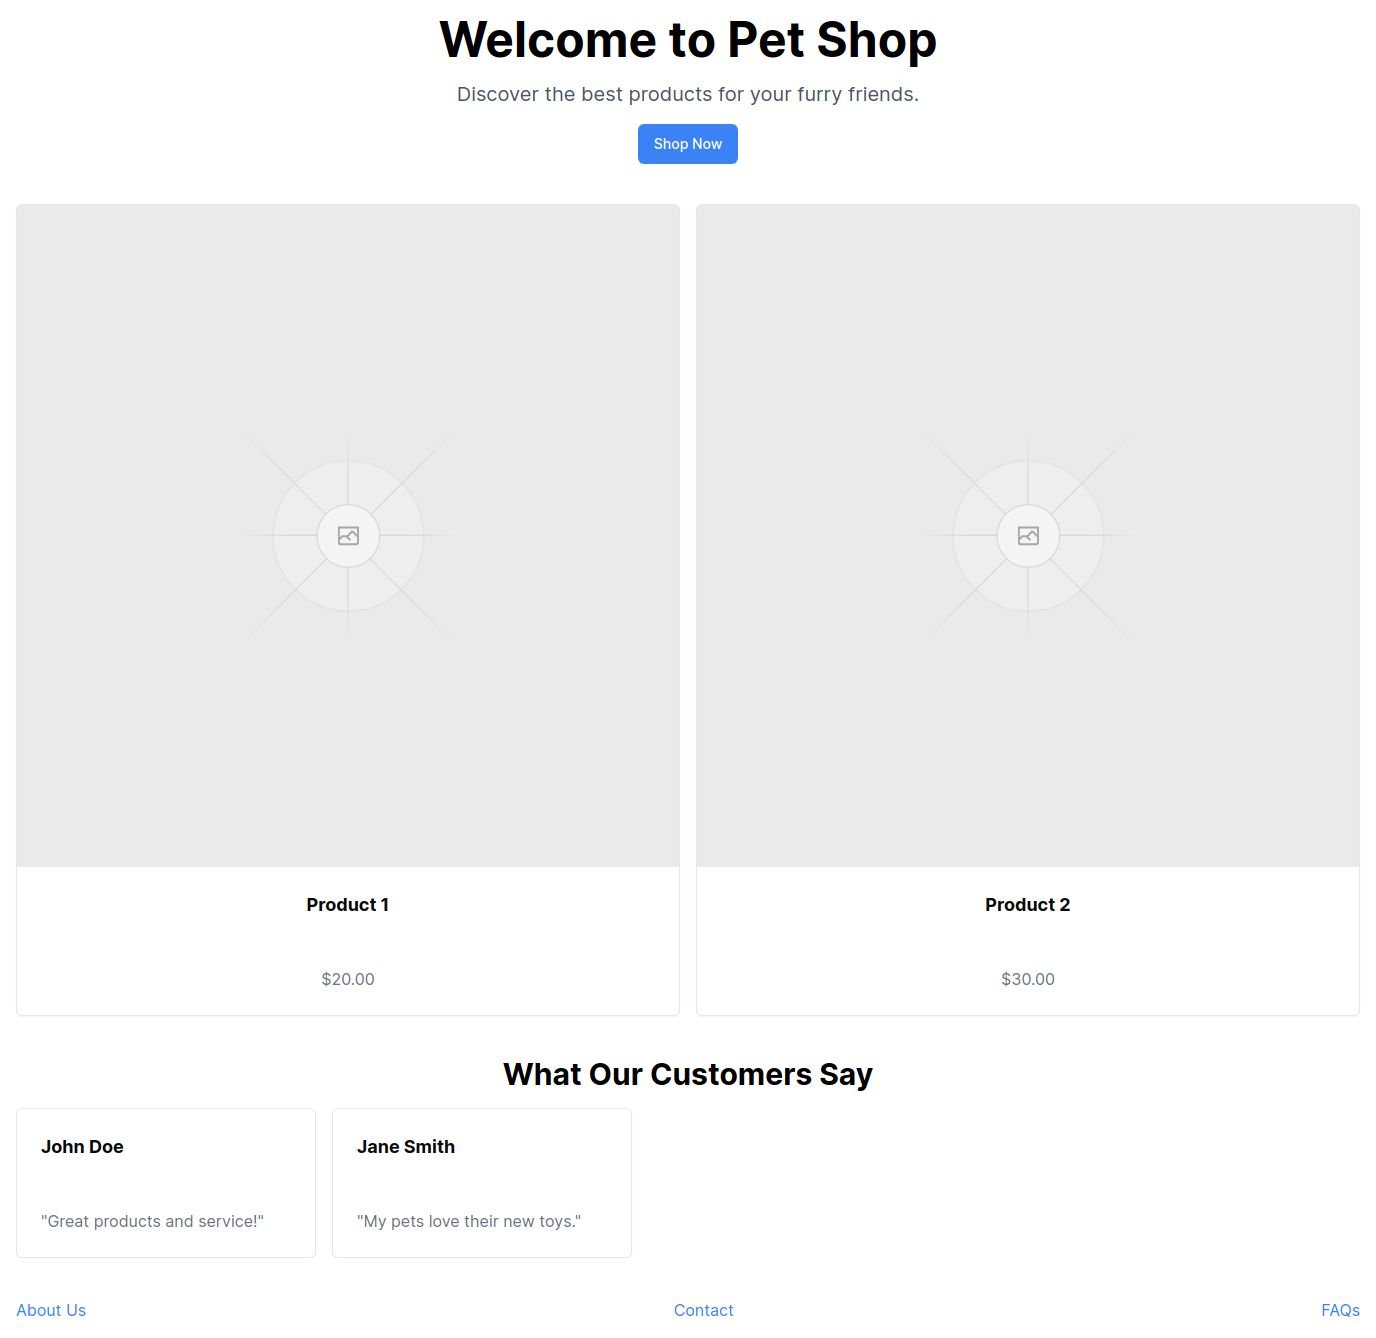 Welcome to Pet Shop
Discover the best products for your furry friends.
Shop Now
Product 1
$20.00
Product 2
$30.00
What Our Customers Say
John Doe
"Great products and service!"
Jane Smith
"My pets love their new toys."
About Us
Contact
FAQs